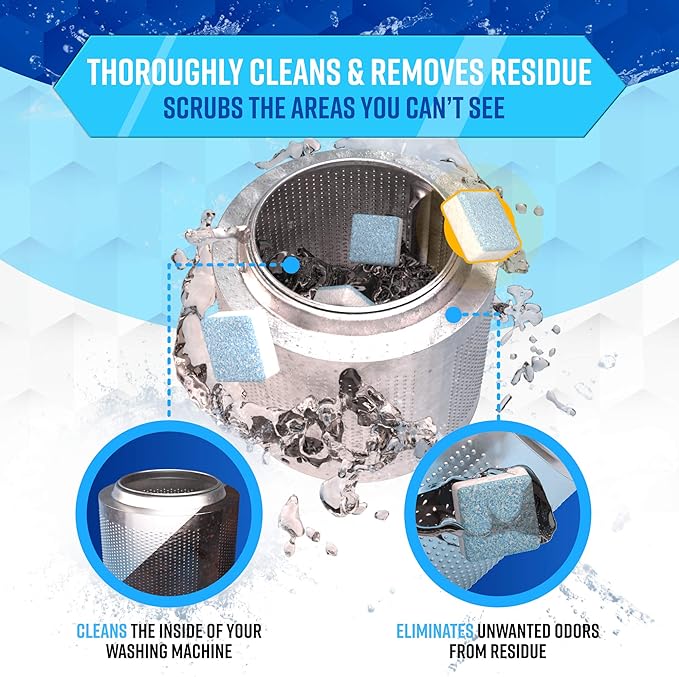 THOROUGHLY CLEANS & REMOVES RESIDUE
SCRUBS THE AREAS YOU CAN'T SEE
CLEANS THE INSIDE OF YOUR
WASHING MACHINE
ELIMINATES UNWANTED ODORS
FROM RESIDUE